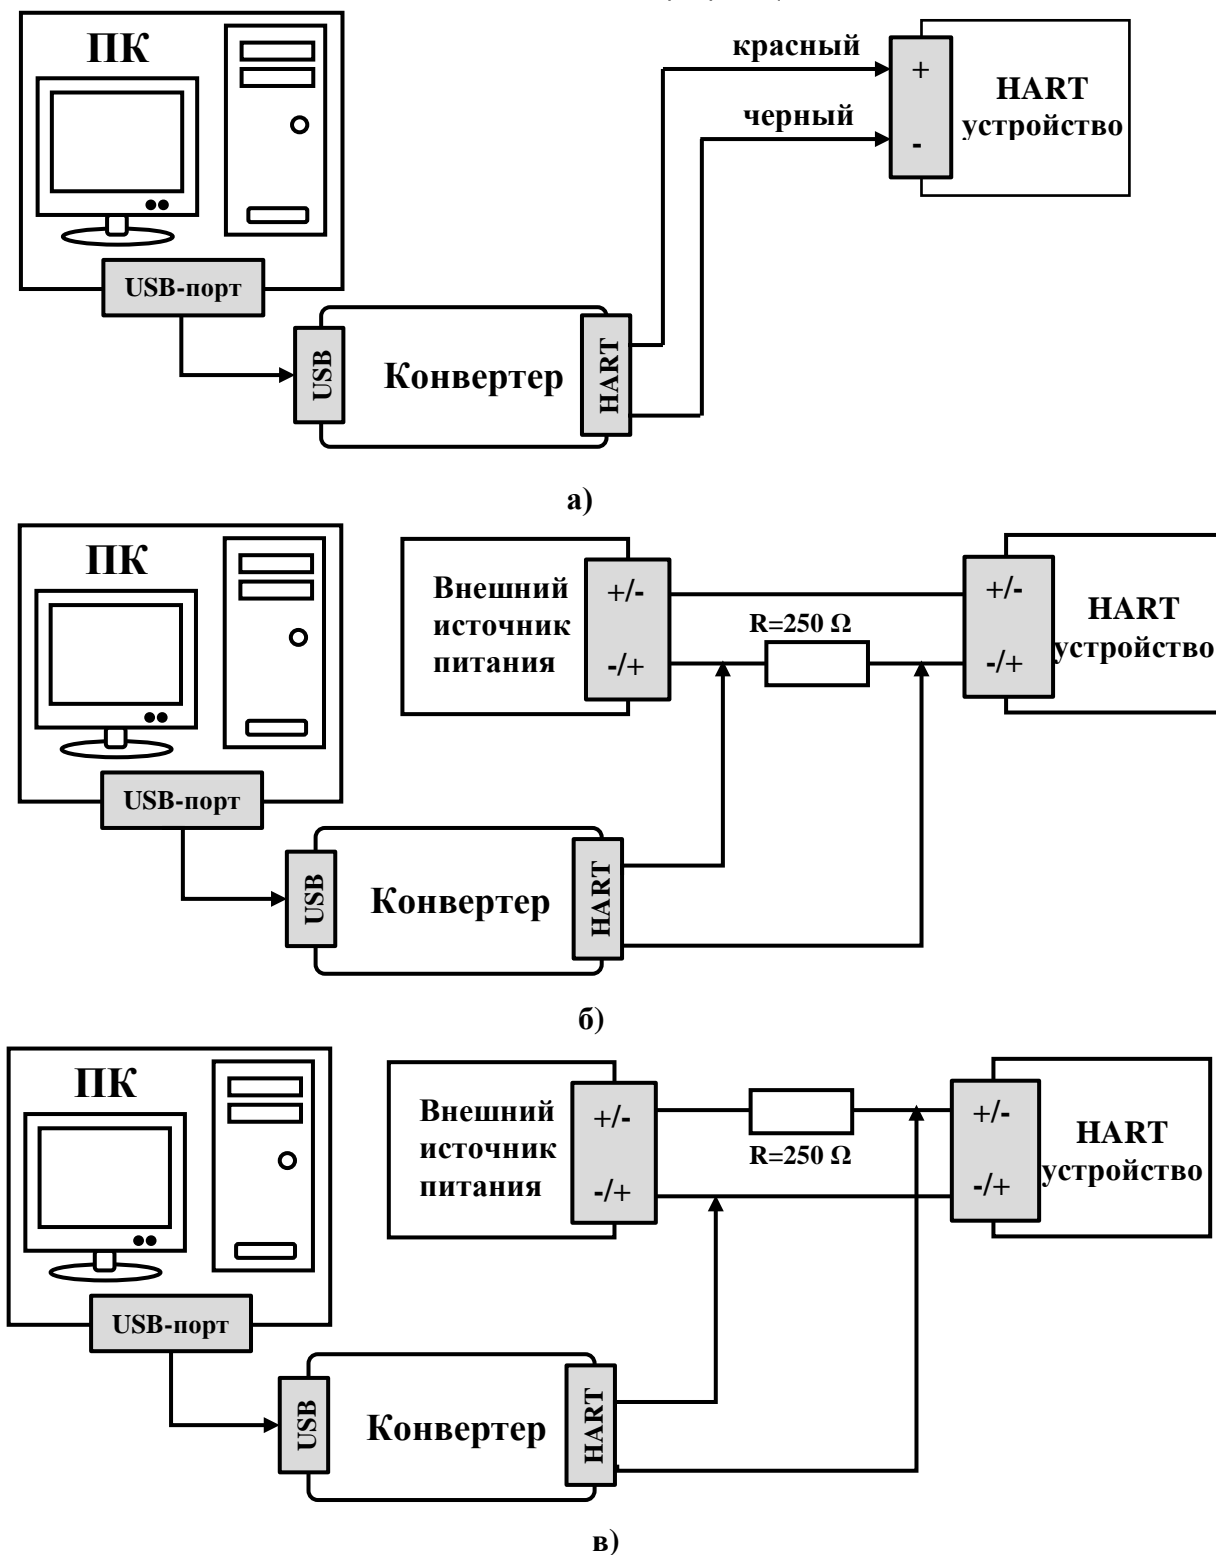 ПК
USB-порт
USB
Конвертер
HART
красный
черный
+
-
HART
устройство
а)
ПК
USB-порт
USB
Конвертер
HART
Внешний
источник
питания
+/-
-/+
R=250 Ω
+/-
-/+
HART
устройство
б)
ПК
USB-порт
USB
Конвертер
HART
Внешний
источник
питания
+/-
-/+
R=250 Ω
+/-
-/+
HART
устройство
в)